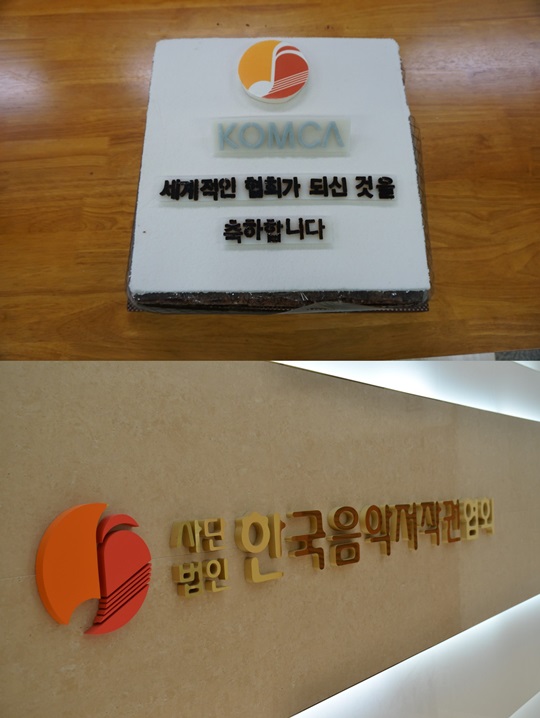 KOMCA
세계적인 협회가 되신 것을
축하합니다
사단
법인
한국음악저작권협회